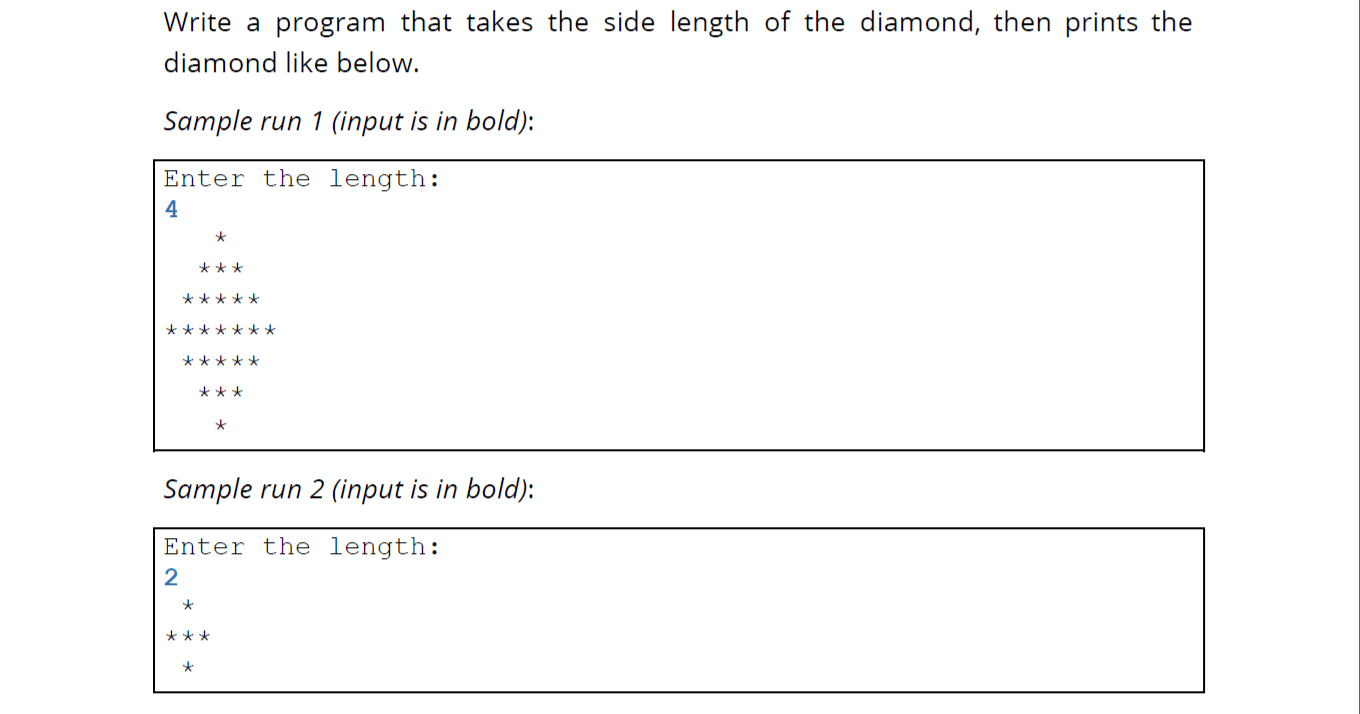 Write a program that takes the side length of the diamond, then prints the
diamond like below.
Sample run 1 (input is in bold):
Enter the length:
4
   *
  ***
 *****
*******
 *****
  ***
   *
Sample run 2 (input is in bold):
Enter the length:
2
 *
***
 *